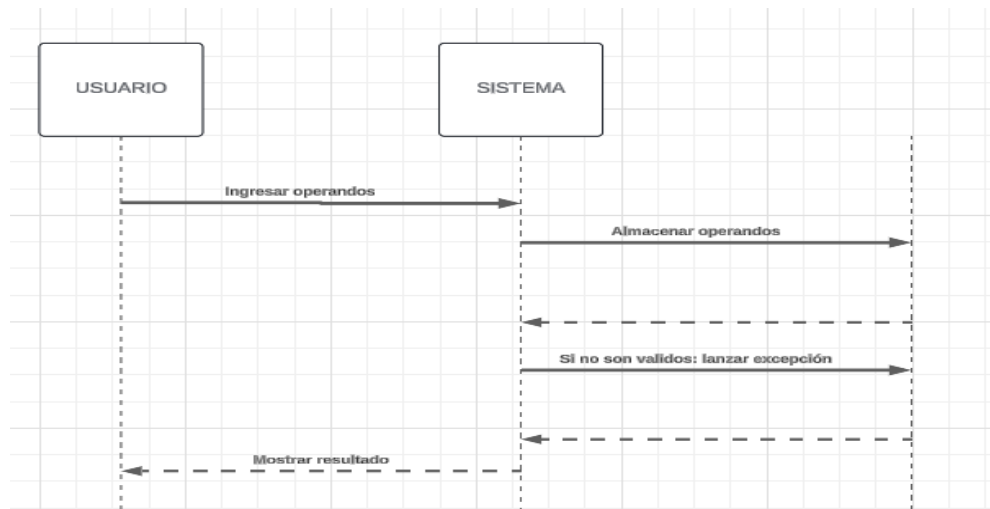 USUARIO
SISTEMA
Ingresar operandos
Almacenar operandos
Si no son validos: lanzar excepción
Mostrar resultado